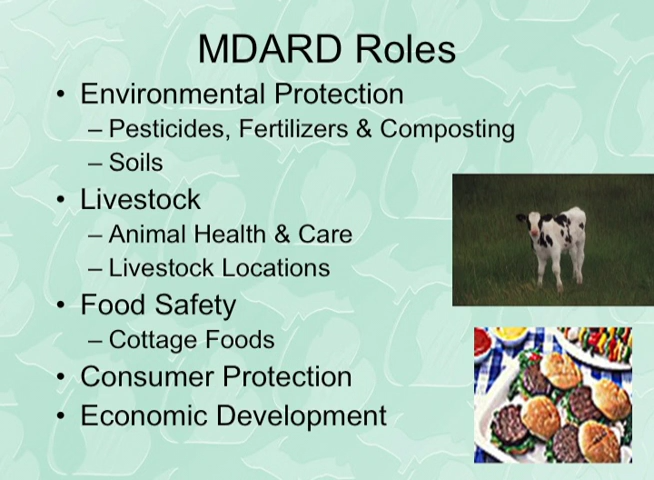 MDARD Roles
• Environmental Protection
– Pesticides, Fertilizers & Composting
– Soils
• Livestock
– Animal Health & Care
– Livestock Locations
• Food Safety
– Cottage Foods
• Consumer Protection
• Economic Development